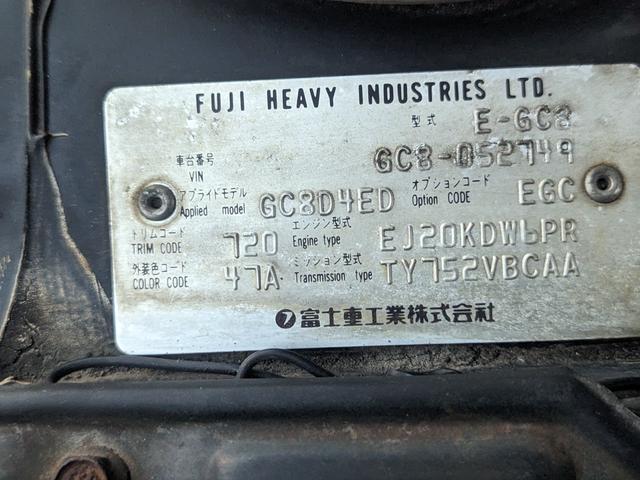 FUJI HEAVY INDUSTRIES LTD.
型式 E-GC8
車台番号 VIN GC8-052749
アプライドモデル Applied model GC8D4ED オプションコード Option CODE EGC
トリムコード TRIM CODE 720 エンジン型式 Engine type EJ20KDW6PR
外装色コード COLOR CODE 47A ミッション型式 Transmission type TY752VBCAA
富士重工業株式会社